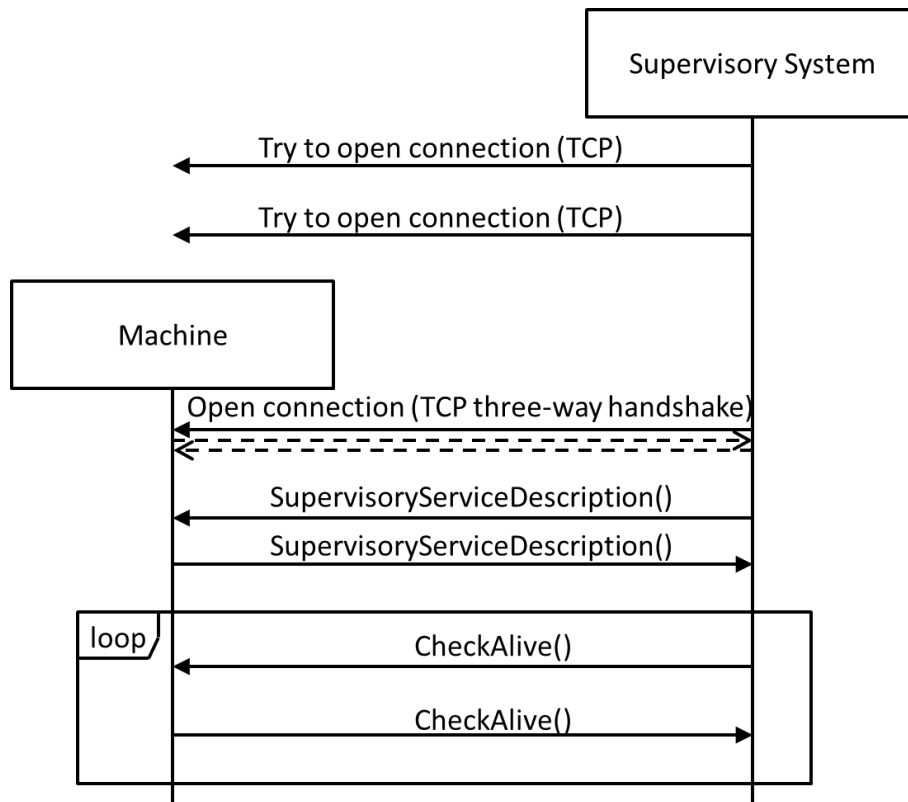 Supervisory System
Try to open connection (TCP)
Try to open connection (TCP)
Machine
Open connection (TCP three-way handshake)
SupervisoryServiceDescription()
SupervisoryServiceDescription()
loop
CheckAlive()
CheckAlive()